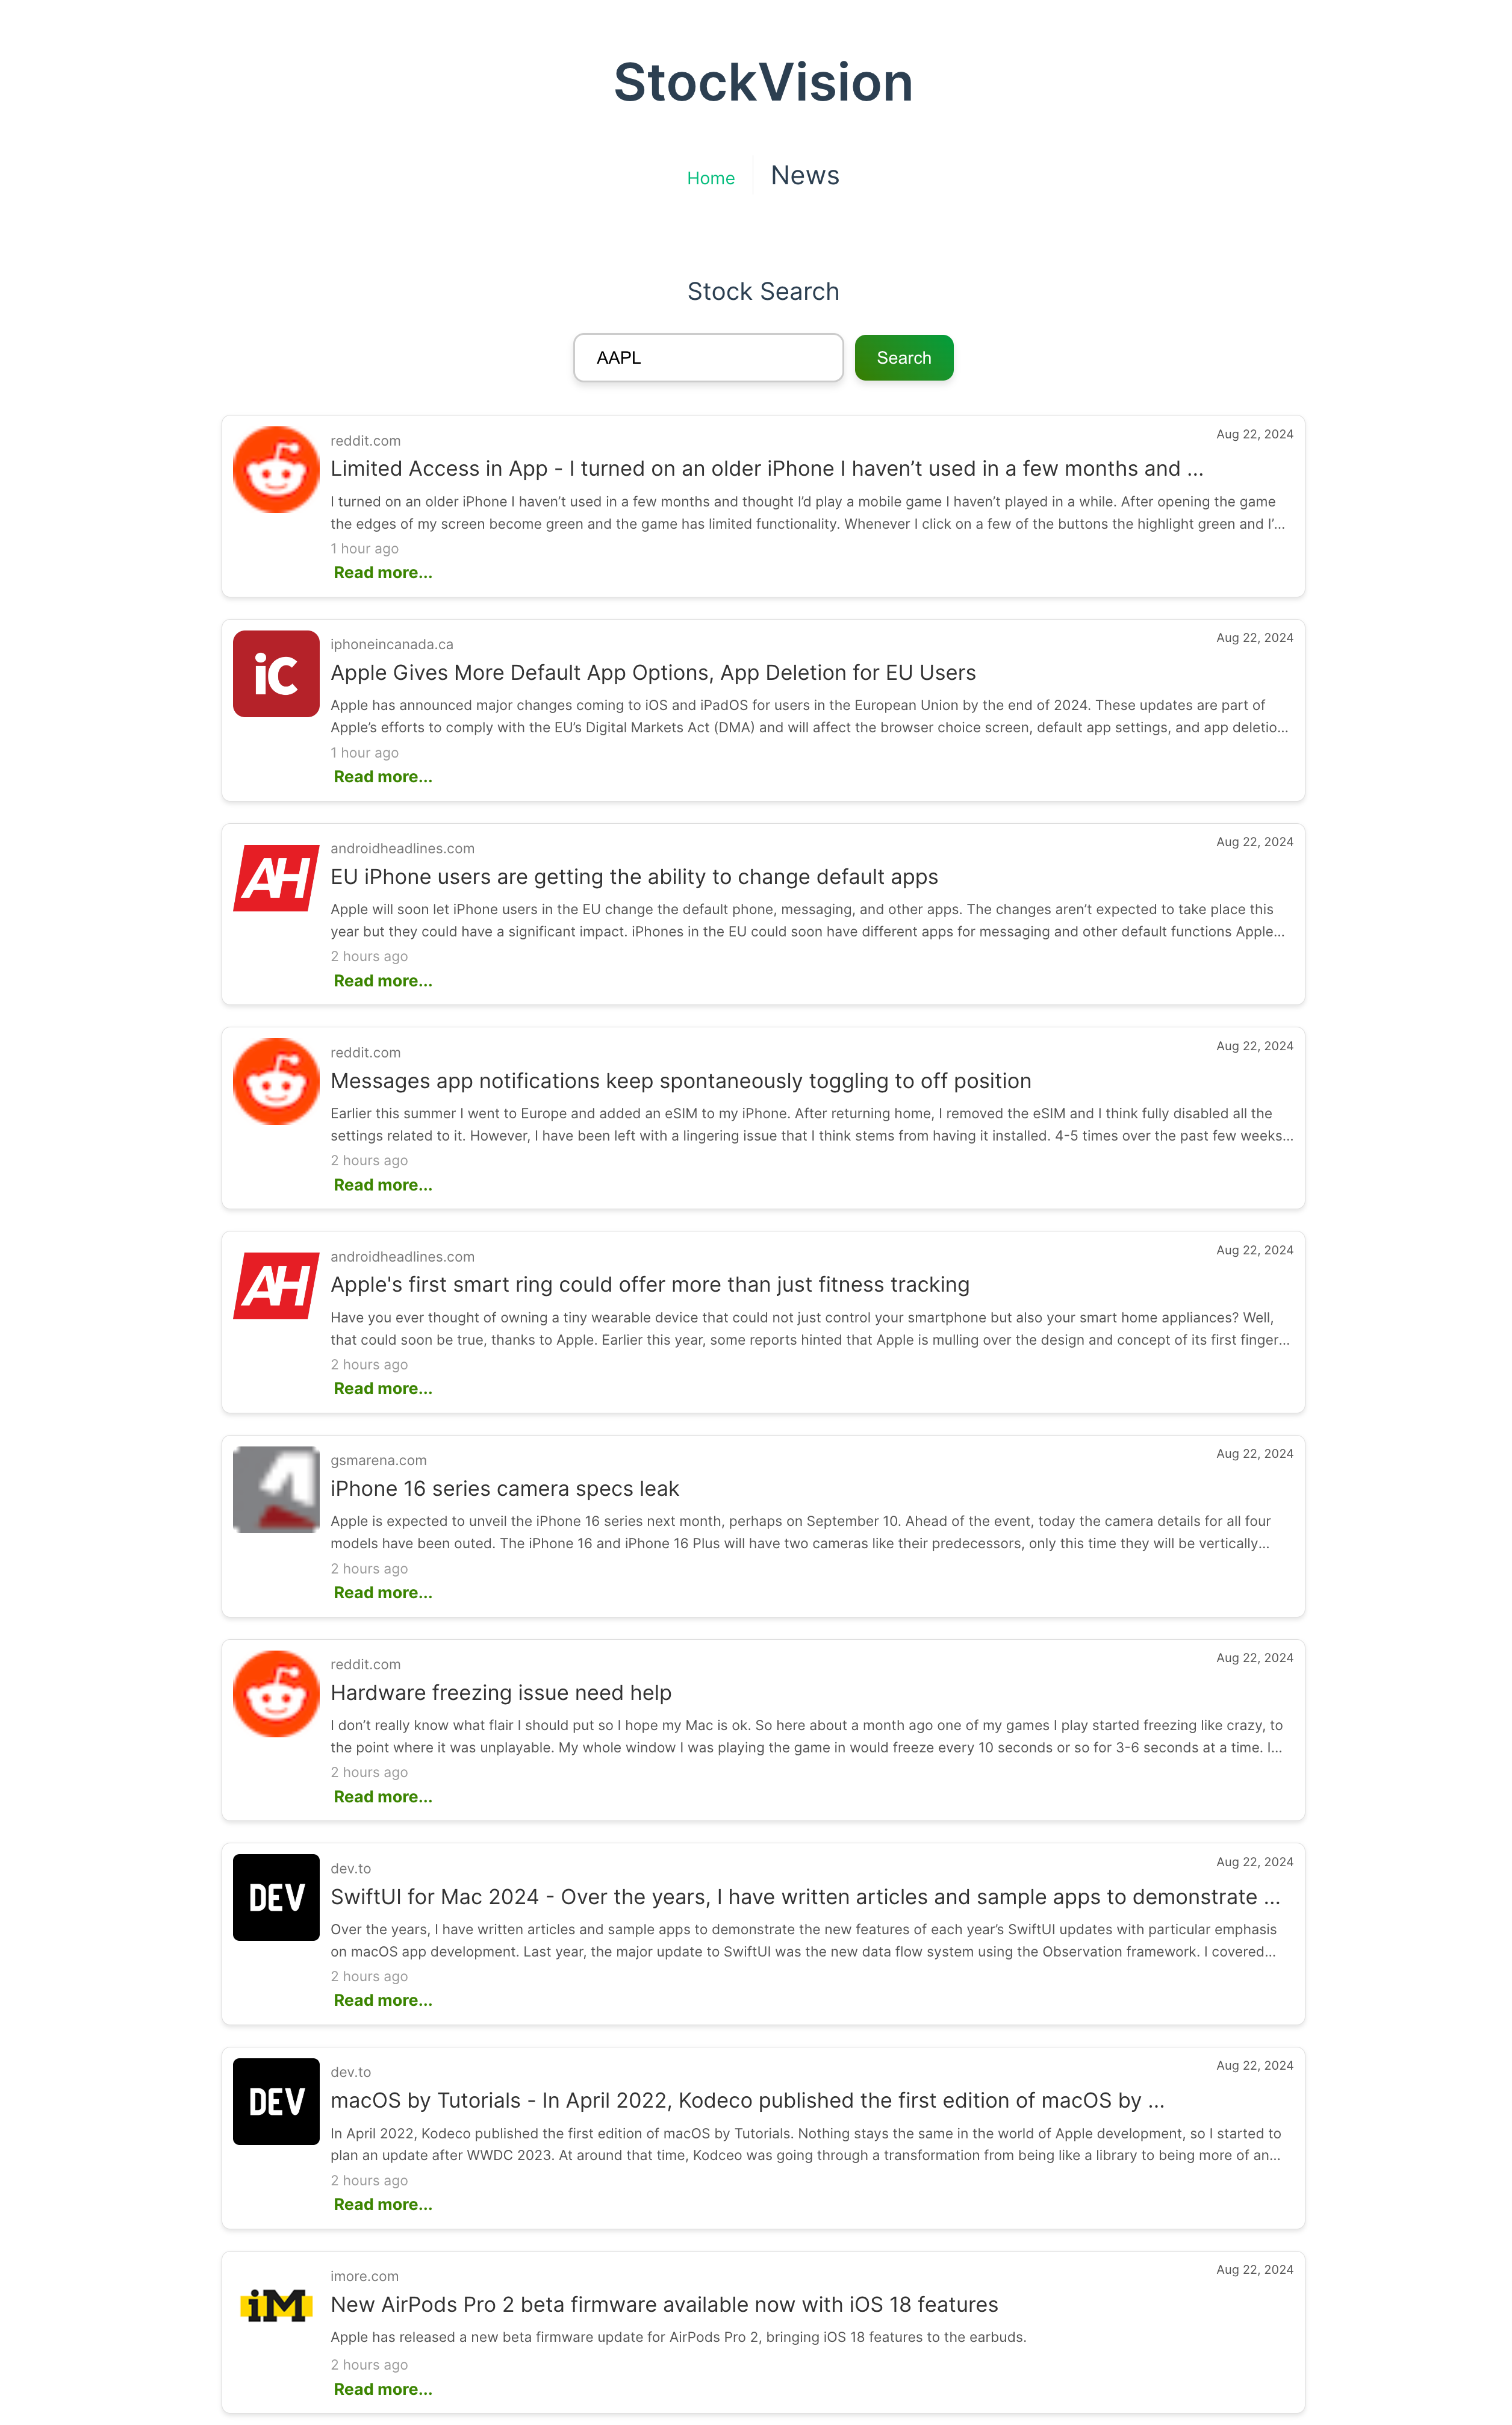 StockVision
Home
News
Stock Search
AAPL
Search
reddit.com
Aug 22, 2024
Limited Access in App - I turned on an older iPhone I haven’t used in a few months and ...
I turned on an older iPhone I haven’t used in a few months and thought I’d play a mobile game I haven’t played in a while. After opening the game
the edges of my screen become green and the game has limited functionality. Whenever I click on a few of the buttons the highlight green and I’...
1 hour ago
Read more...
iC
iphoneincanada.ca
Aug 22, 2024
Apple Gives More Default App Options, App Deletion for EU Users
Apple has announced major changes coming to iOS and iPadOS for users in the European Union by the end of 2024. These updates are part of
Apple’s efforts to comply with the EU’s Digital Markets Act (DMA) and will affect the browser choice screen, default app settings, and app deletio...
1 hour ago
Read more...
AH
androidheadlines.com
Aug 22, 2024
EU iPhone users are getting the ability to change default apps
Apple will soon let iPhone users in the EU change the default phone, messaging, and other apps. The changes aren’t expected to take place this
year but they could have a significant impact. iPhones in the EU could soon have different apps for messaging and other default functions Apple...
2 hours ago
Read more...
reddit.com
Aug 22, 2024
Messages app notifications keep spontaneously toggling to off position
Earlier this summer I went to Europe and added an eSIM to my iPhone. After returning home, I removed the eSIM and I think fully disabled all the
settings related to it. However, I have been left with a lingering issue that I think stems from having it installed. 4-5 times over the past few weeks...
2 hours ago
Read more...
AH
androidheadlines.com
Aug 22, 2024
Apple's first smart ring could offer more than just fitness tracking
Have you ever thought of owning a tiny wearable device that could not just control your smartphone but also your smart home appliances? Well,
that could soon be true, thanks to Apple. Earlier this year, some reports hinted that Apple is mulling over the design and concept of its first finger...
2 hours ago
Read more...
gsmarena.com
Aug 22, 2024
iPhone 16 series camera specs leak
Apple is expected to unveil the iPhone 16 series next month, perhaps on September 10. Ahead of the event, today the camera details for all four
models have been outed. The iPhone 16 and iPhone 16 Plus will have two cameras like their predecessors, only this time they will be vertically...
2 hours ago
Read more...
reddit.com
Aug 22, 2024
Hardware freezing issue need help
I don’t really know what flair I should put so I hope my Mac is ok. So here about a month ago one of my games I play started freezing like crazy, to
the point where it was unplayable. My whole window I was playing the game in would freeze every 10 seconds or so for 3-6 seconds at a time. I...
2 hours ago
Read more...
DEV
dev.to
Aug 22, 2024
SwiftUI for Mac 2024 - Over the years, I have written articles and sample apps to demonstrate ...
Over the years, I have written articles and sample apps to demonstrate the new features of each year’s SwiftUI updates with particular emphasis
on macOS app development. Last year, the major update to SwiftUI was the new data flow system using the Observation framework. I covered...
2 hours ago
Read more...
DEV
dev.to
Aug 22, 2024
macOS by Tutorials - In April 2022, Kodeco published the first edition of macOS by ...
In April 2022, Kodeco published the first edition of macOS by Tutorials. Nothing stays the same in the world of Apple development, so I started to
plan an update after WWDC 2023. At around that time, Kodceo was going through a transformation from being like a library to being more of an...
2 hours ago
Read more...
iM
imore.com
Aug 22, 2024
New AirPods Pro 2 beta firmware available now with iOS 18 features
Apple has released a new beta firmware update for AirPods Pro 2, bringing iOS 18 features to the earbuds.
2 hours ago
Read more...